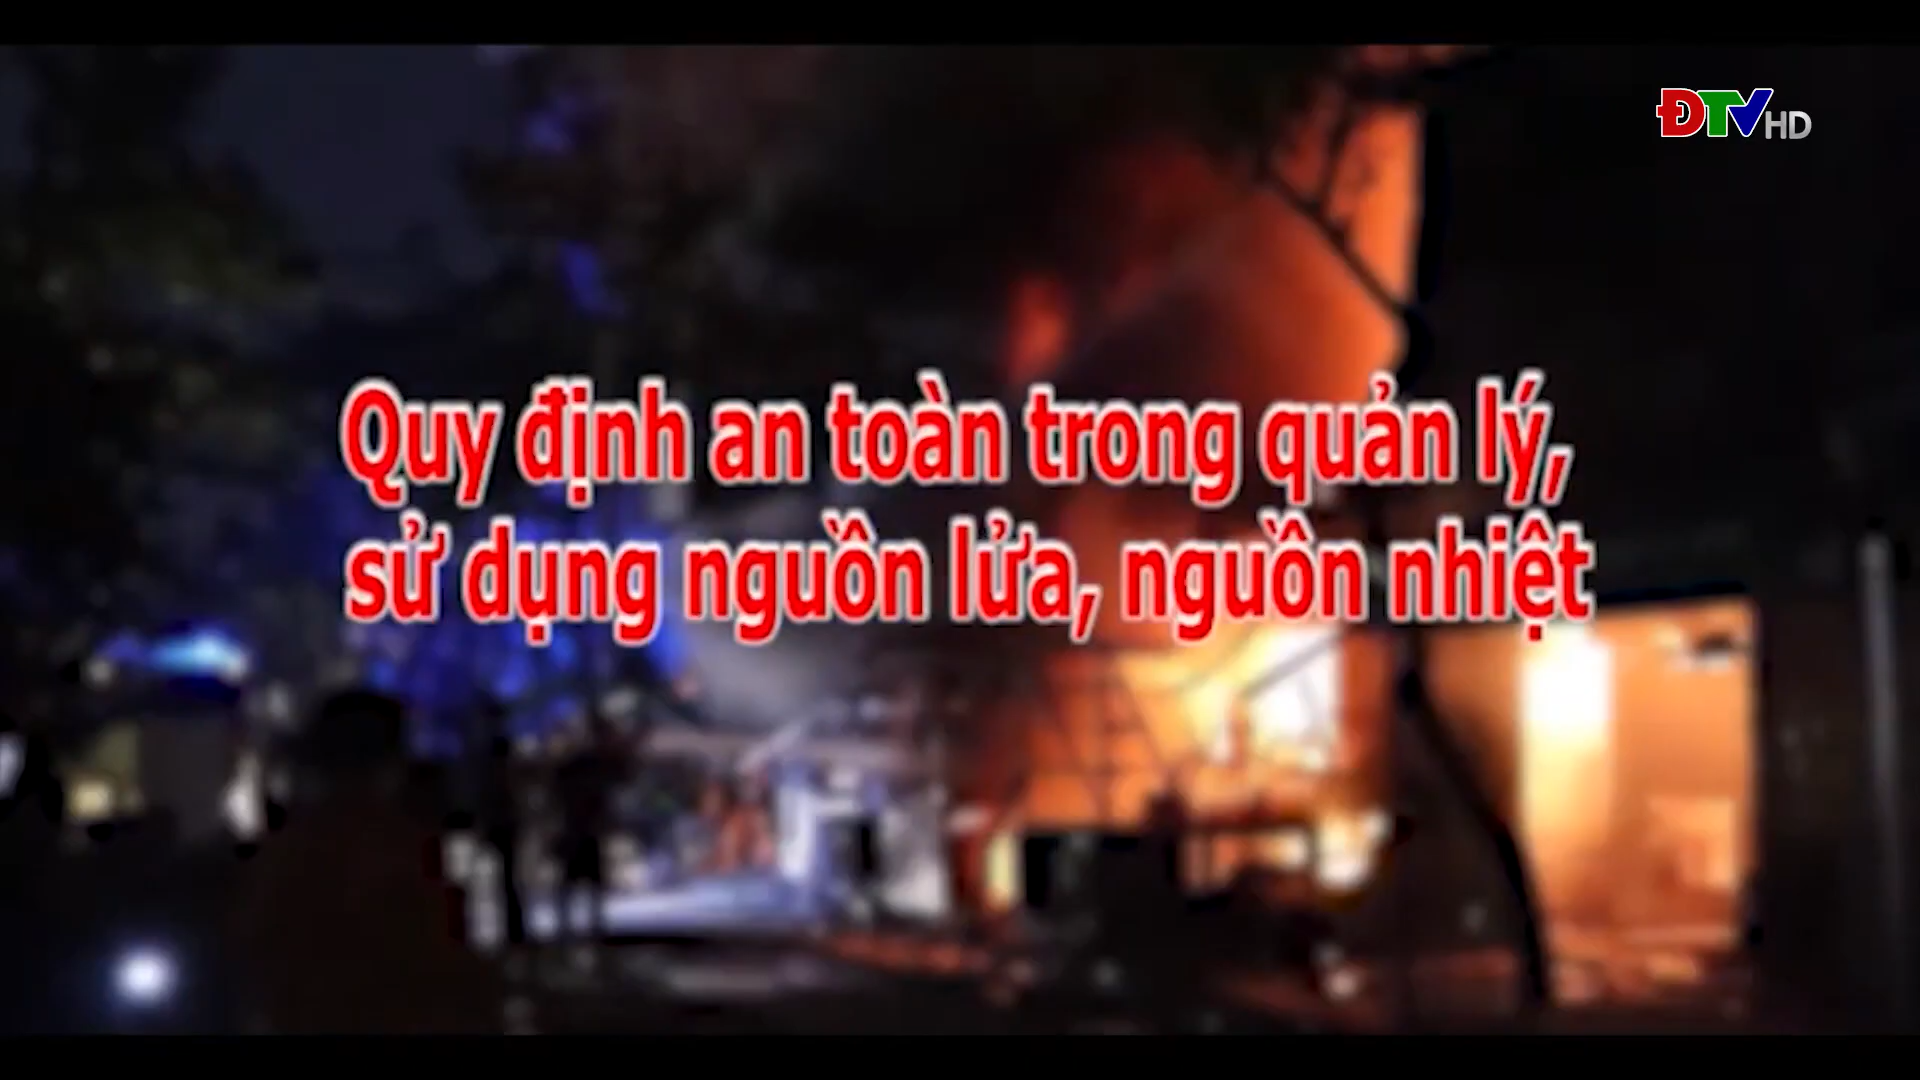 ĐTV HD
Quy định an toàn trong quản lý,
sử dụng nguồn lửa, nguồn nhiệt